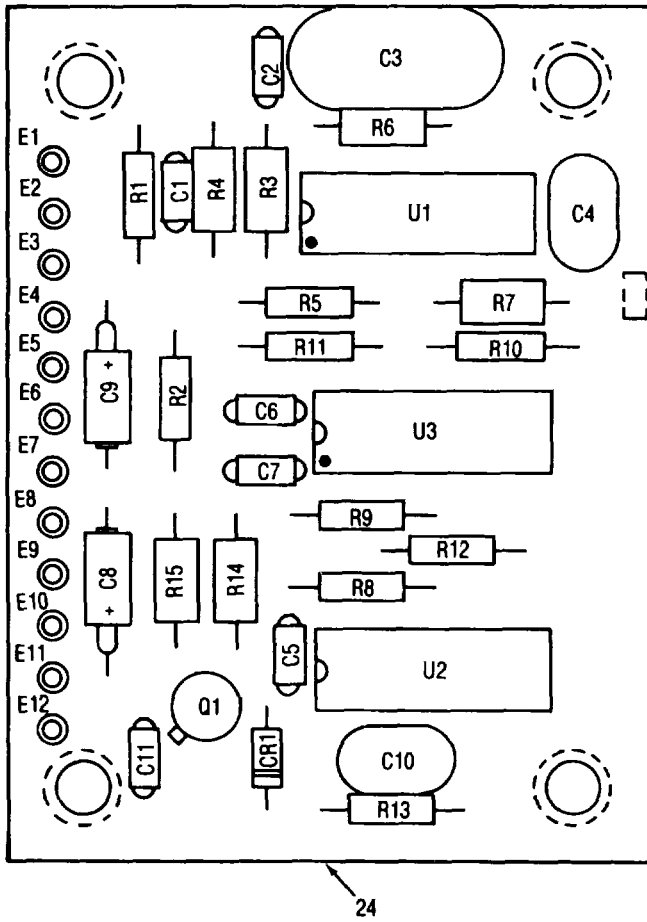 C2
C3
R6
E1
R1
C1
R4
R3
U1
C4
E2
E3
E4
R5
R7
E5
R11
R10
+
C9
R2
E6
C6
U3
E7
C7
E8
R9
E9
R12
C8
+
R15
R14
R8
E10
E11
C5
U2
E12
Q1
C11
CR1
C10
R13
24